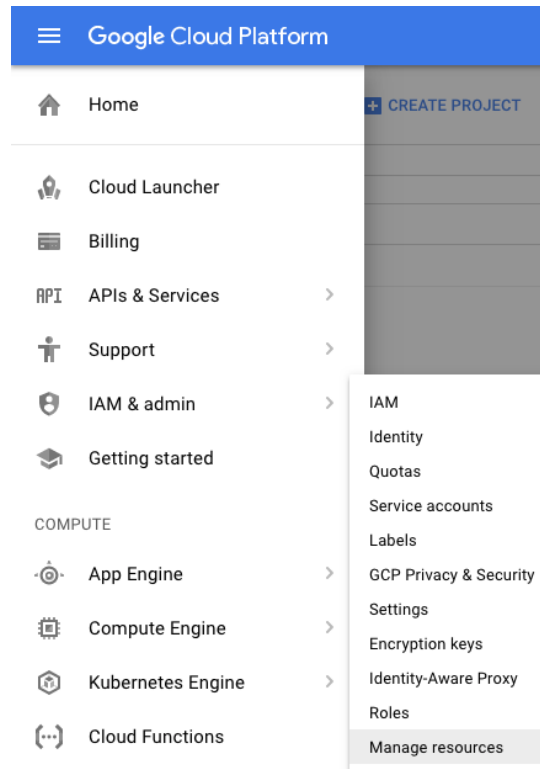 Google Cloud Platform
Home
CREATE PROJECT
Cloud Launcher
Billing
API APIs & Services
Support
IAM & admin
Getting started
COMPUTE
App Engine
Compute Engine
Kubernetes Engine
Cloud Functions
IAM
Identity
Quotas
Service accounts
Labels
GCP Privacy & Security
Settings
Encryption keys
Identity-Aware Proxy
Roles
Manage resources